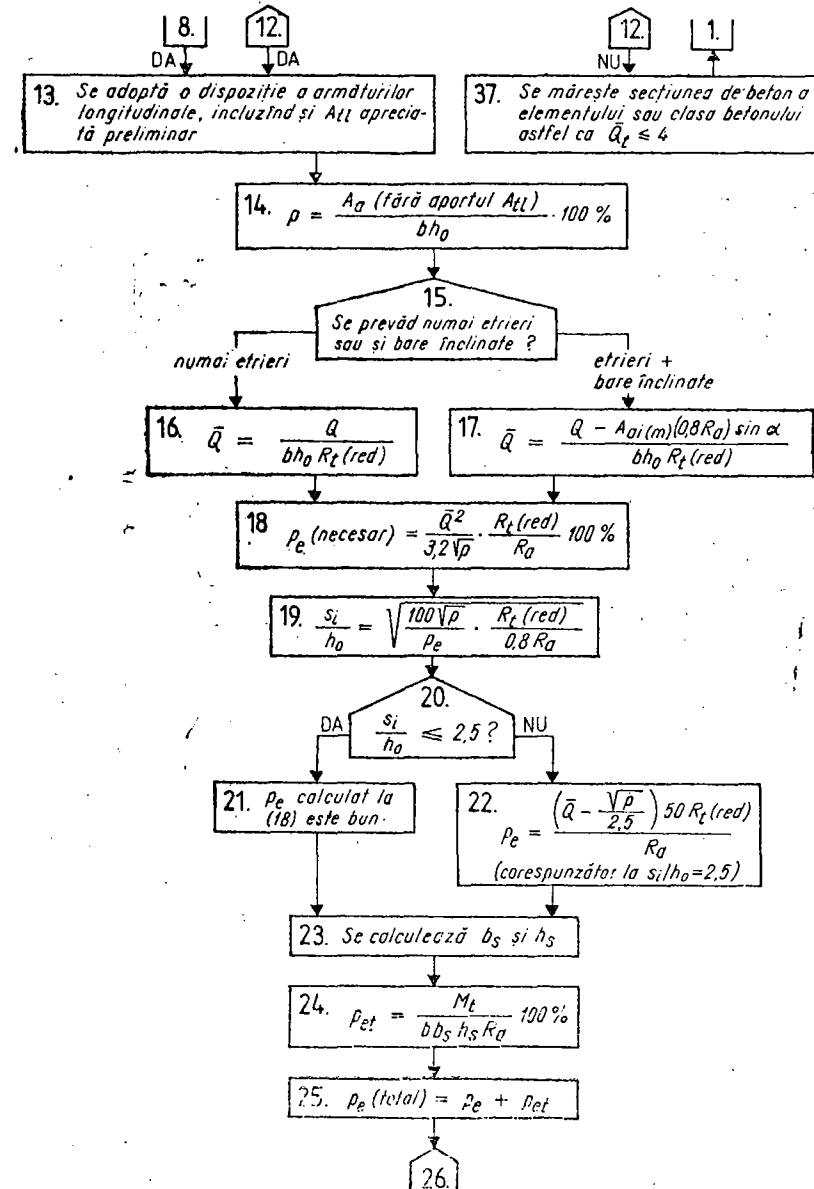 8. 12. 12. 1.
DA DA NU
13. Se adoptă o dispoziție a armăturilor
longitudinale, incluzînd și Atl aprecia-
tă preliminar
37. Se mărește secțiunea de beton a
elementului sau clasa betonului
astfel ca Q̄t ≤ 4
14. p = Aa (fără aportul Atl) / bh₀ · 100 %
15.
Se prevăd numai etrieri
sau și bare înclinate ?
numai etrieri
etrieri +
bare înclinate
16. Q̄ = Q / bh₀ Rt (red)
17. Q̄ = Q - Aai(m) (0,8 Ra) sin α / bh₀ Rt (red)
18 pe (necesar) = Q̄² / 3,2 √p · Rt (red) / Ra 100 %
19. si / h₀ = √(100 √p / pe · Rt (red) / 0,8 Ra)
20.
si / h₀ ≤ 2,5 ?
DA NU
21. pe calculat la
(18) este bun.
22. pe = (Q̄ - √p / 2,5) 50 Rt (red) / Ra
(corespunzător la si/h₀=2,5)
23. Se calculează bs și hs
24. pet = Mt / b bs hs Ra 100 %
25. pe (total) = pe + pet
26.